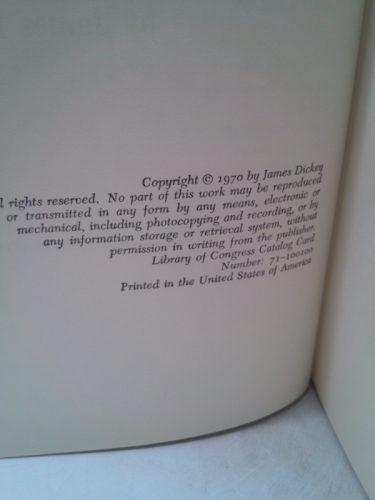 Copyright © 1970 by James Dickey
l rights reserved. No part of this work may be reproduced
or transmitted in any form by any means, electronic or
mechanical, including photocopying and recording, or by
any information storage or retrieval system, without
permission in writing from the publisher.
Library of Congress Catalog Card
Number: 71-100100
Printed in the United States of America